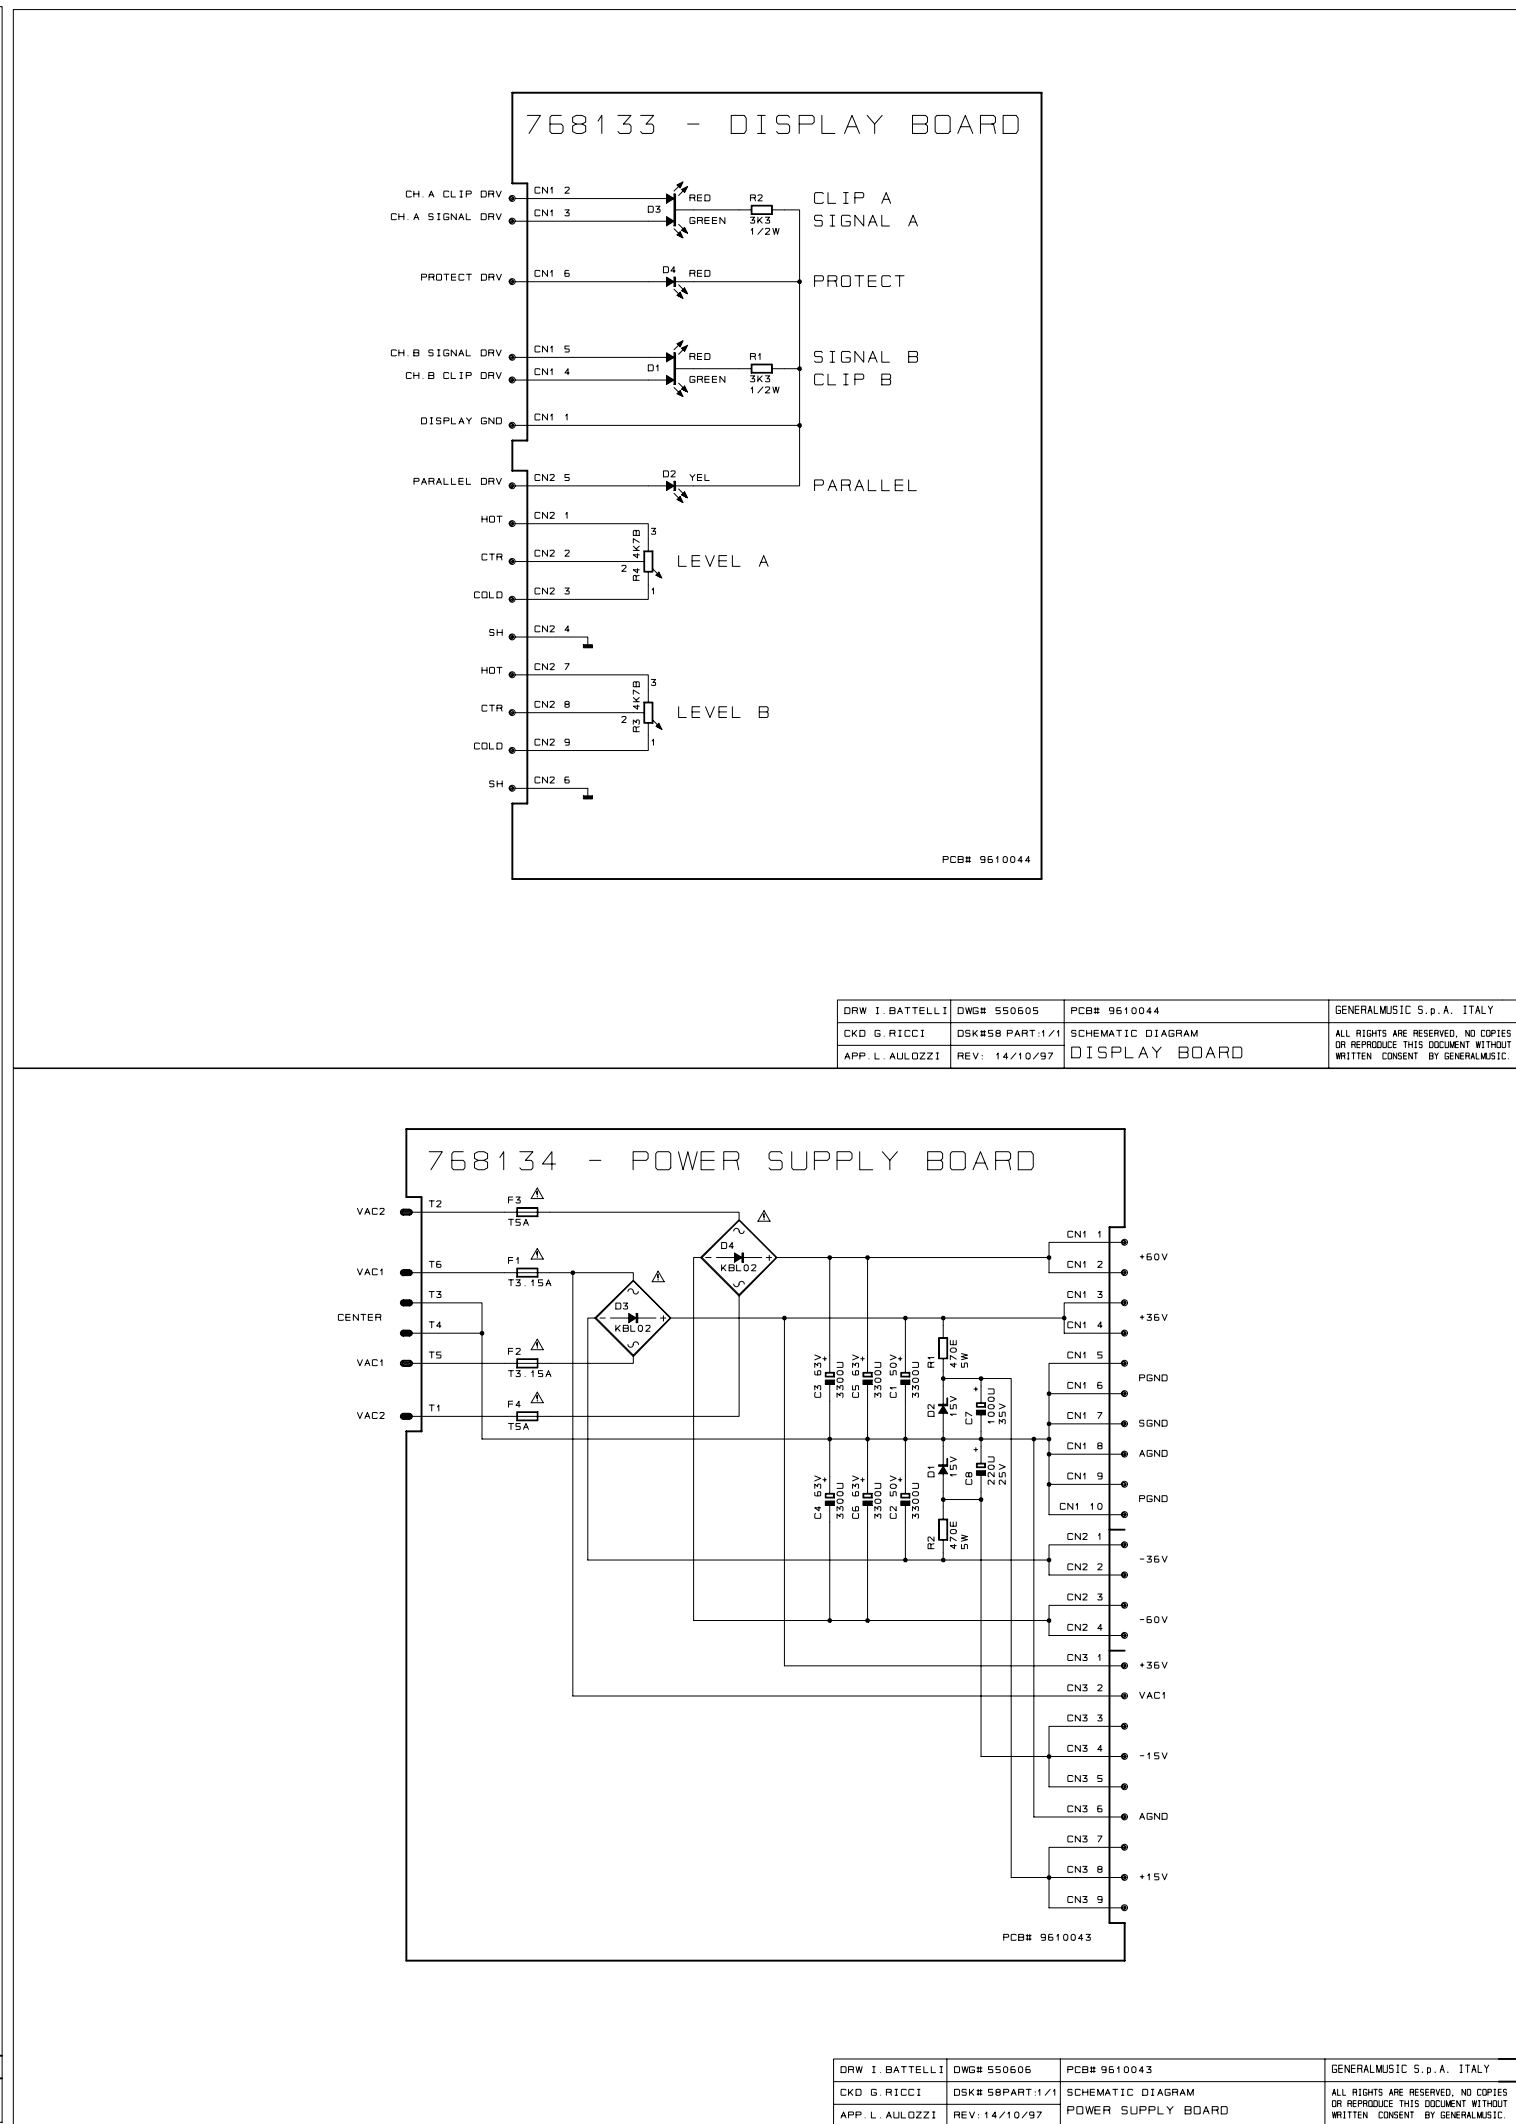 768133 - DISPLAY BOARD
CH.A CLIP DRV CN1 2 RED R2 CLIP A
D3
CH.A SIGNAL DRV CN1 3 GREEN 3K3 SIGNAL A
1/2W
D4
PROTECT DRV CN1 6 RED PROTECT
CH.B SIGNAL DRV CN1 5 RED R1 SIGNAL B
D1
CH.B CLIP DRV CN1 4 GREEN 3K3 CLIP B
1/2W
DISPLAY GND CN1 1
D2
PARALLEL DRV CN2 5 YEL PARALLEL
HOT CN2 1
3
CTR CN2 2 2 R4 4K7B LEVEL A
COLD CN2 3 1
SH CN2 4
HOT CN2 7
3
CTR CN2 8 2 R3 4K7B LEVEL B
COLD CN2 9 1
SH CN2 6
PCB# 9610044
DRW I.BATTELLI DWG# 550605 PCB# 9610044 GENERALMUSIC S.p.A. ITALY
CKD G.RICCI DSK#58 PART:1/1 SCHEMATIC DIAGRAM
APP.L.AULOZZI REV: 14/10/97 DISPLAY BOARD
ALL RIGHTS ARE RESERVED, NO COPIES
OR REPRODUCE THIS DOCUMENT WITHOUT
WRITTEN CONSENT BY GENERALMUSIC.
768134 - POWER SUPPLY BOARD
VAC2 T2 F3
T5A
VAC1 T6 F1
T3.15A
T3
CENTER
T4
VAC1 T5 F2
T3.15A
VAC2 T1 F4
T5A
D4
- +
KBL02
D3
- +
KBL02
C3 63V +
3300U
C5 63V +
3300U
C1 50V +
3300U
R1
470E
5W
D2
15V
C7 +
1000U
35V
D1
15V
C8 +
220U
25V
C4 63V +
3300U
C6 63V +
3300U
C2 50V +
3300U
R2
470E
5W
CN1 1
+60V
CN1 2
CN1 3
+36V
CN1 4
CN1 5
PGND
CN1 6
CN1 7 SGND
CN1 8 AGND
CN1 9
PGND
CN1 10
CN2 1
-36V
CN2 2
CN2 3
-60V
CN2 4
CN3 1 +36V
CN3 2 VAC1
CN3 3
CN3 4 -15V
CN3 5
CN3 6 AGND
CN3 7
CN3 8 +15V
CN3 9
PCB# 9610043
DRW I.BATTELLI DWG# 550606 PCB# 9610043 GENERALMUSIC S.p.A. ITALY
CKD G.RICCI DSK# 58PART:1/1 SCHEMATIC DIAGRAM
APP.L.AULOZZI REV:14/10/97 POWER SUPPLY BOARD
ALL RIGHTS ARE RESERVED, NO COPIES
OR REPRODUCE THIS DOCUMENT WITHOUT
WRITTEN CONSENT BY GENERALMUSIC.